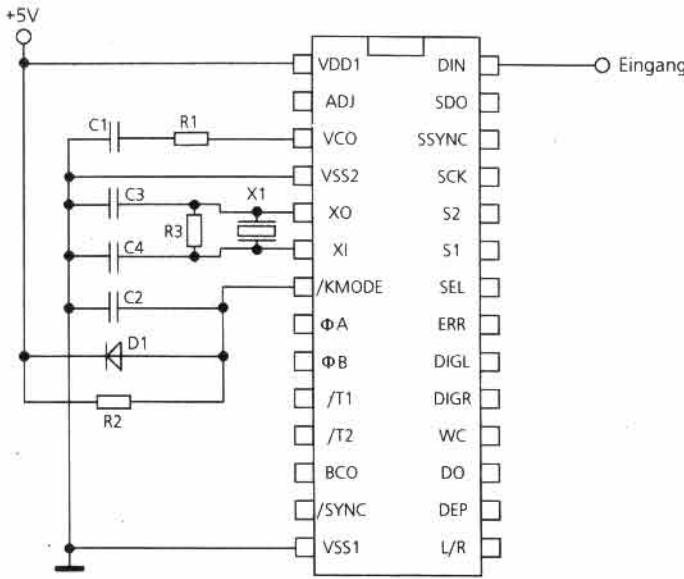 +5V
VDD1 DIN Eingang
ADJ SDO
C1 R1 VCO SSYNC
VSS2 SCK
C3 X1 XO S2
R3
C4 XI S1
C2 /KMODE SEL
ΦA ERR
D1 ΦB DIGL
/T1 DIGR
R2 /T2 WC
BCO DO
/SYNC DEP
VSS1 L/R